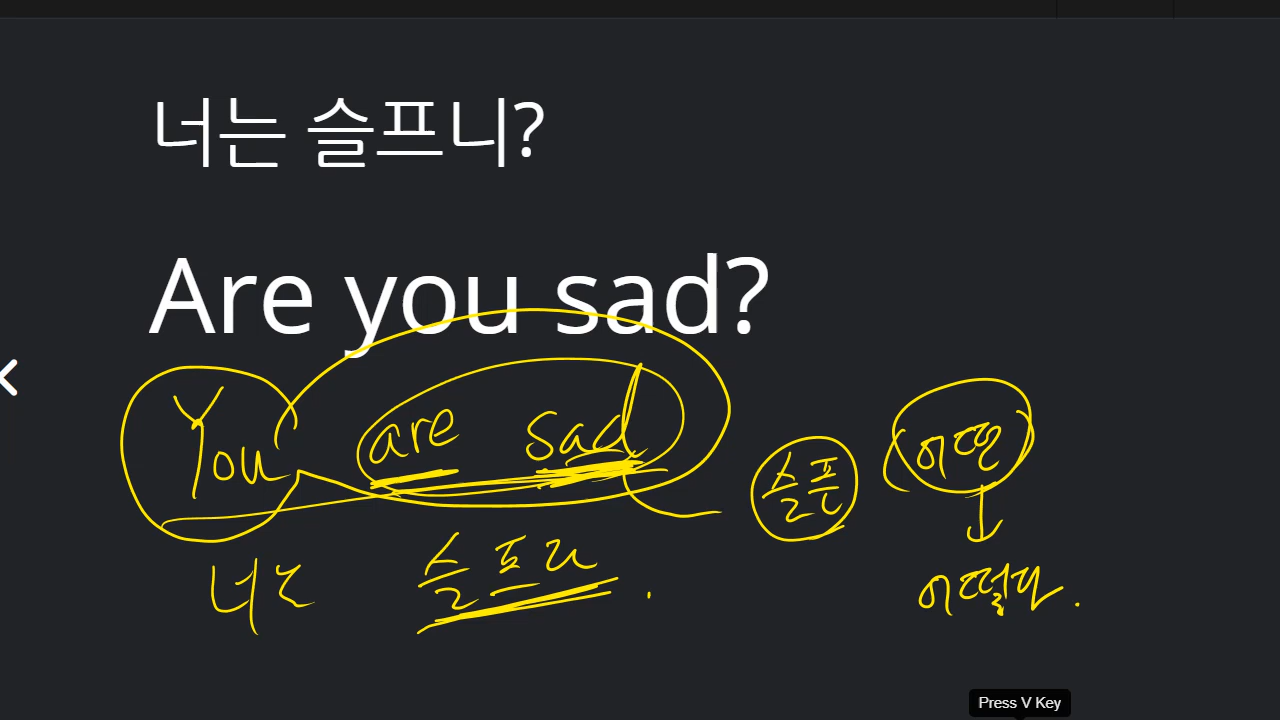 너는 슬프니?
Are you sad?
You are sad
슬픈
어떤
너는 슬프다.
어떻다.
Press V Key